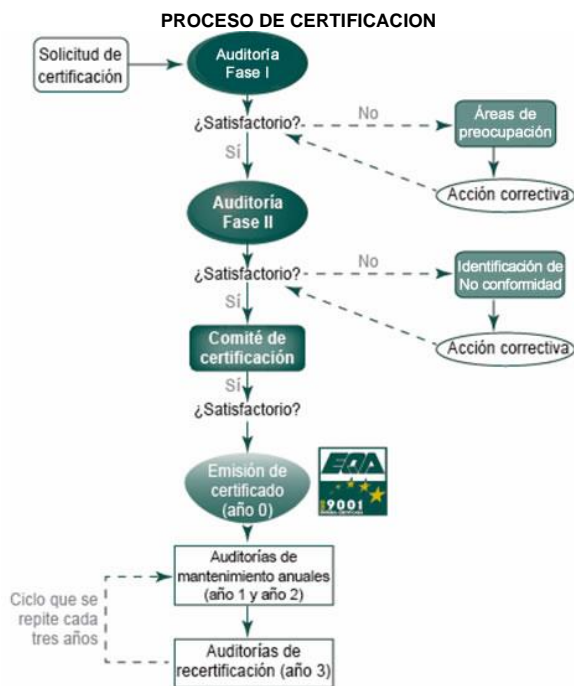 PROCESO DE CERTIFICACION
Solicitud de
certificación
Auditoría
Fase I
¿Satisfactorio?
No
Áreas de
preocupación
Sí
Acción correctiva
Auditoría
Fase II
¿Satisfactorio?
No
Identificación de
No conformidad
Sí
Acción correctiva
Comité de
certificación
Sí
¿Satisfactorio?
Emisión de
certificado
(año 0)
EQA
9001
Auditorías de
mantenimiento anuales
(año 1 y año 2)
Ciclo que se
repite cada
tres años
Auditorías de
recertificación (año 3)